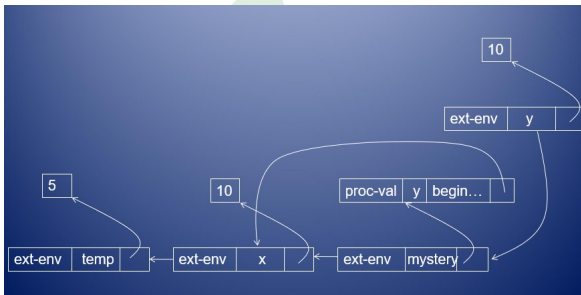 10
ext-env y
5
10
proc-val y begin...
ext-env temp
ext-env x
ext-env mystery